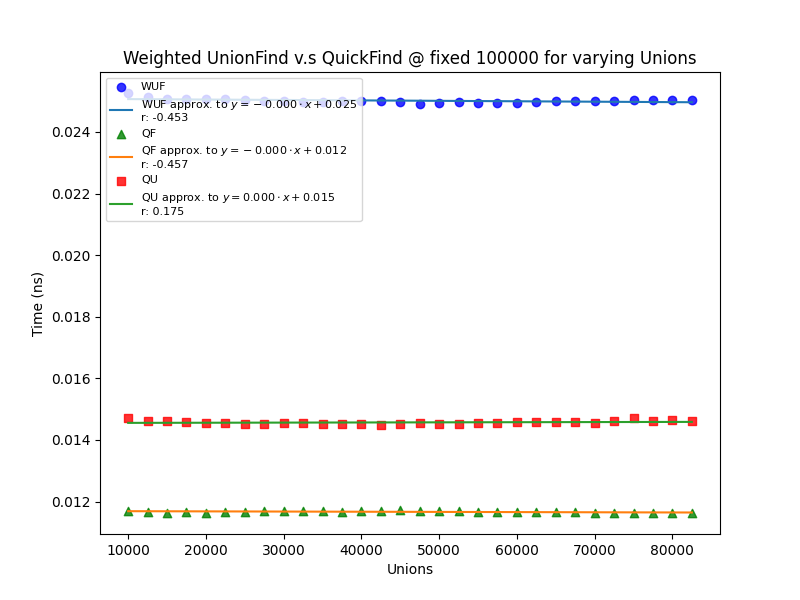 Weighted UnionFind v.s QuickFind @ fixed 100000 for varying Unions
WUF
WUF approx. to y = −0.000 · x + 0.025
r: -0.453
QF
QF approx. to y = −0.000 · x + 0.012
r: -0.457
QU
QU approx. to y = 0.000 · x + 0.015
r: 0.175
0.024
0.022
0.020
0.018
0.016
0.014
0.012
Time (ns)
10000 20000 30000 40000 50000 60000 70000 80000
Unions